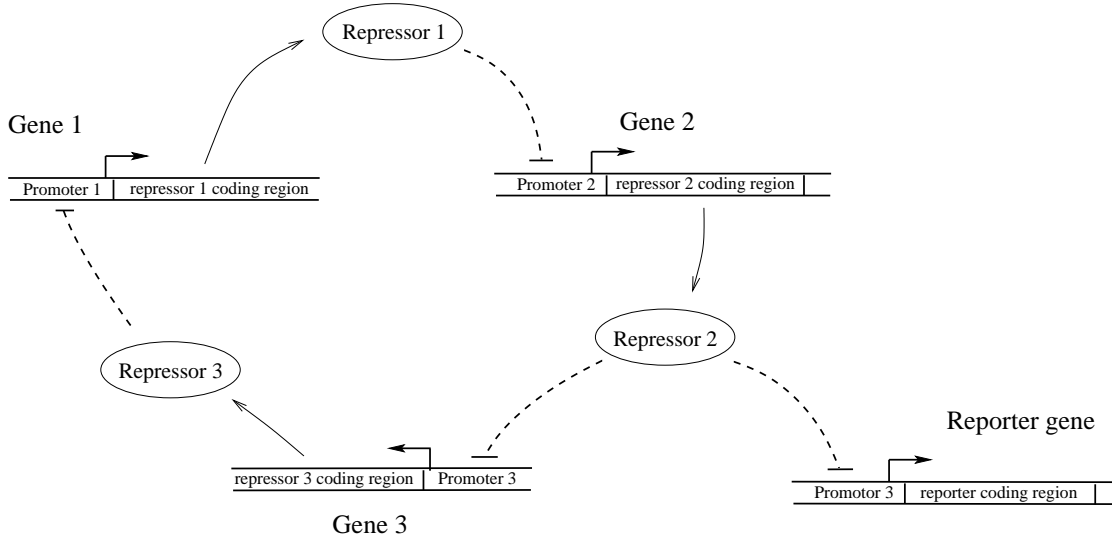 Repressor 1
Gene 1
Gene 2
Promoter 1 repressor 1 coding region
Promoter 2 repressor 2 coding region
Repressor 2
Repressor 3
Reporter gene
repressor 3 coding region Promoter 3
Promotor 3 reporter coding region
Gene 3